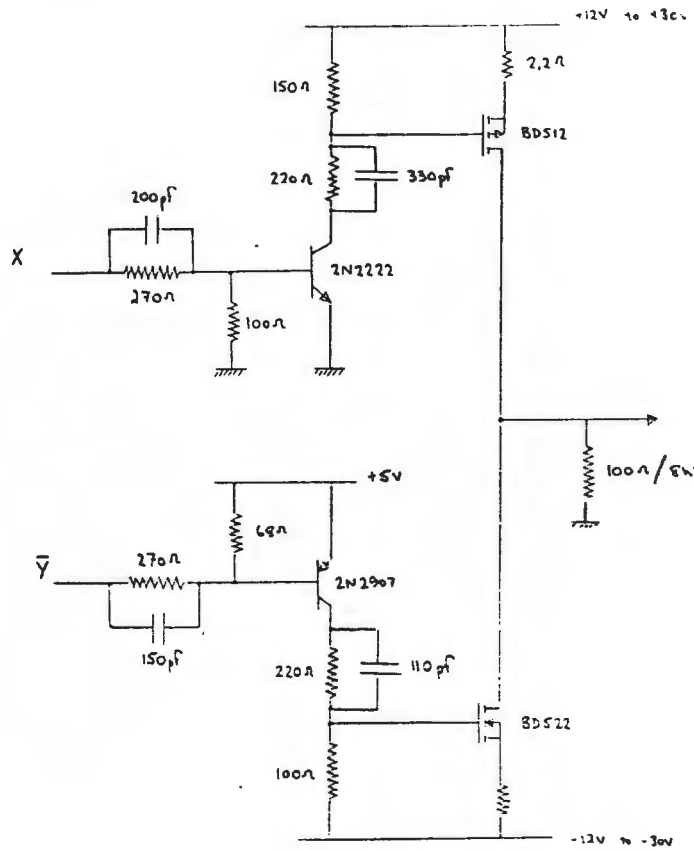 +12V to +30V
150Ω
2,2Ω
BD512
220Ω
330pf
200pf
X
270Ω
2N2222
100Ω
+5V
100Ω/
68Ω
270Ω
Y̅
2N2907
150pf
220Ω
110pf
BD522
100Ω
-12V to -30V